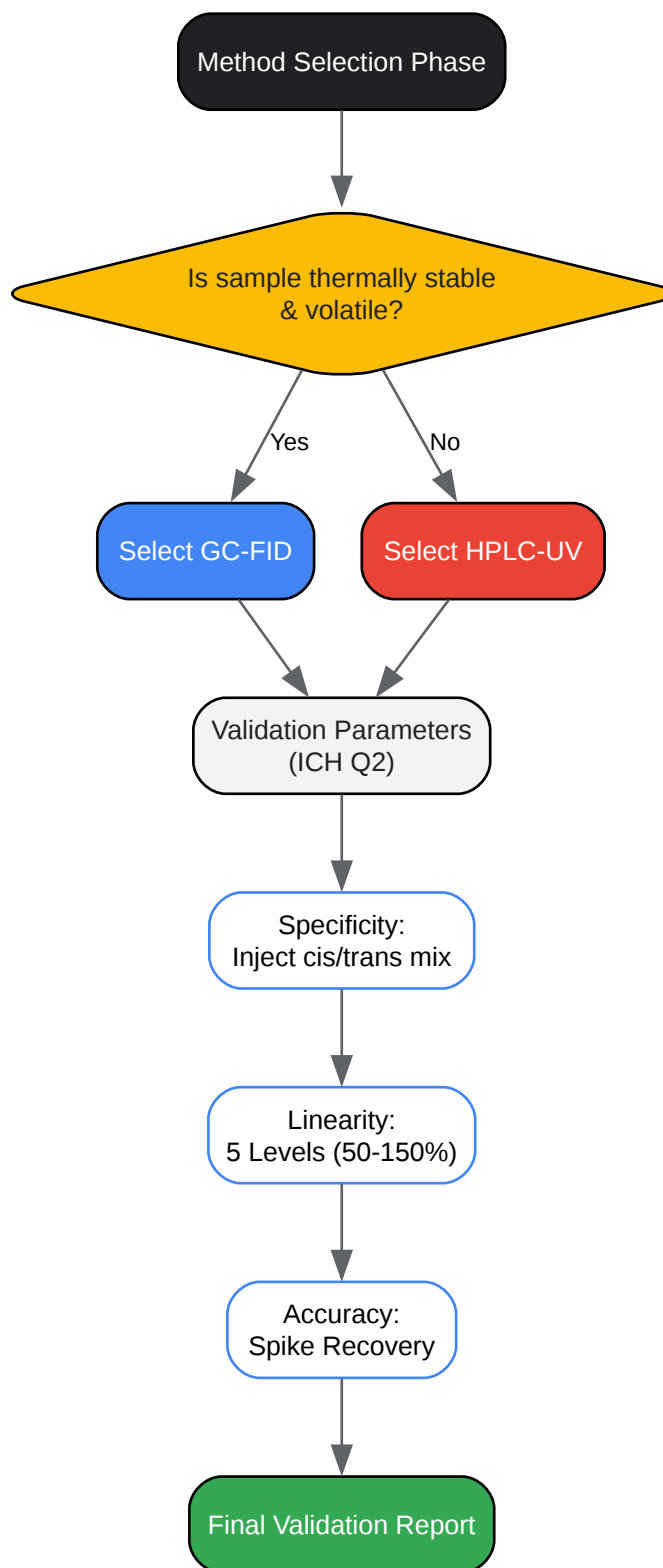 Method Selection Phase
Is sample thermally stable
& volatile?
Yes
No
Select GC-FID
Select HPLC-UV
Validation Parameters
(ICH Q2)
Specificity:
Inject cis/trans mix
Linearity:
5 Levels (50-150%)
Accuracy:
Spike Recovery
Final Validation Report